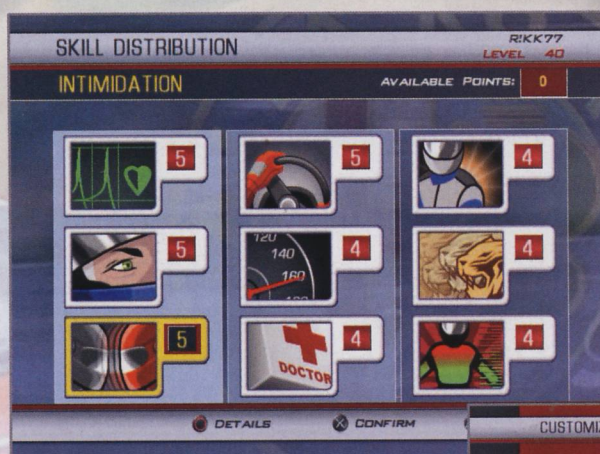 SKILL DISTRIBUTION
R!KK77
LEVEL 40
INTIMIDATION
AVAILABLE POINTS: 0
5
5
4
5
120
140
160
4
4
5
DOCTOR
4
4
DETAILS
X CONFIRM
CUSTOMIZ